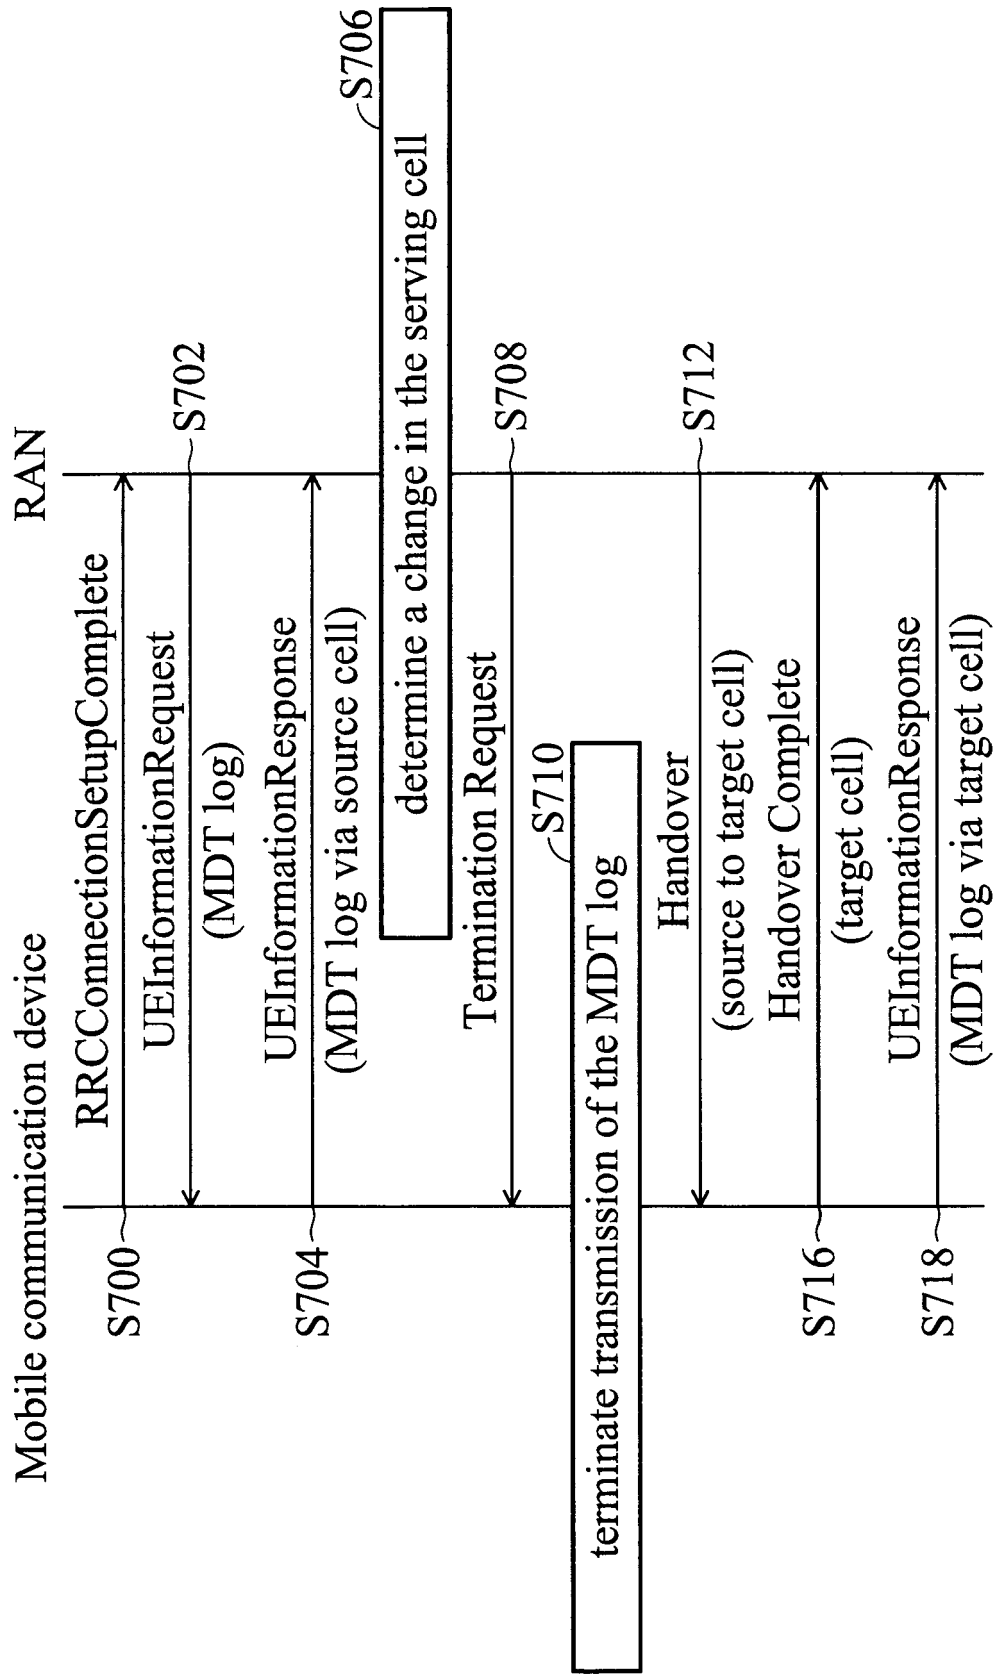 Mobile communication device
RAN
RRCConnectionSetupComplete
S700
UEInformationRequest
S702
(MDT log)
UEInformationResponse
S704
(MDT log via source cell)
S706
determine a change in the serving cell
Termination Request
S708
S710
terminate transmission of the MDT log
Handover
S712
(source to target cell)
Handover Complete
S716
(target cell)
UEInformationResponse
S718
(MDT log via target cell)